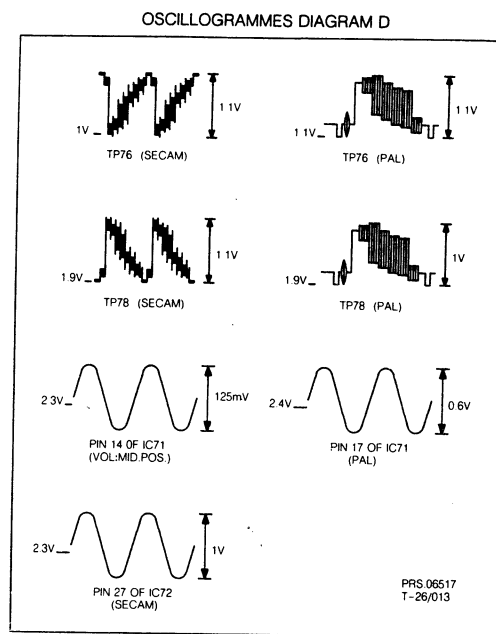 OSCILLOGRAMMES DIAGRAM D
1V
1 1V
TP76 (SECAM)
1 1V
1 1V
TP76 (PAL)
1.9V
1 1V
TP78 (SECAM)
1.9V
1V
TP78 (PAL)
2 3V
125mV
PIN 14 0F IC71
(VOL:MID.POS.)
2.4V
0 6V
PIN 17 OF IC71
(PAL)
2.3V
1V
PIN 27 OF IC72
(SECAM)
PRS.06517
T-26/013